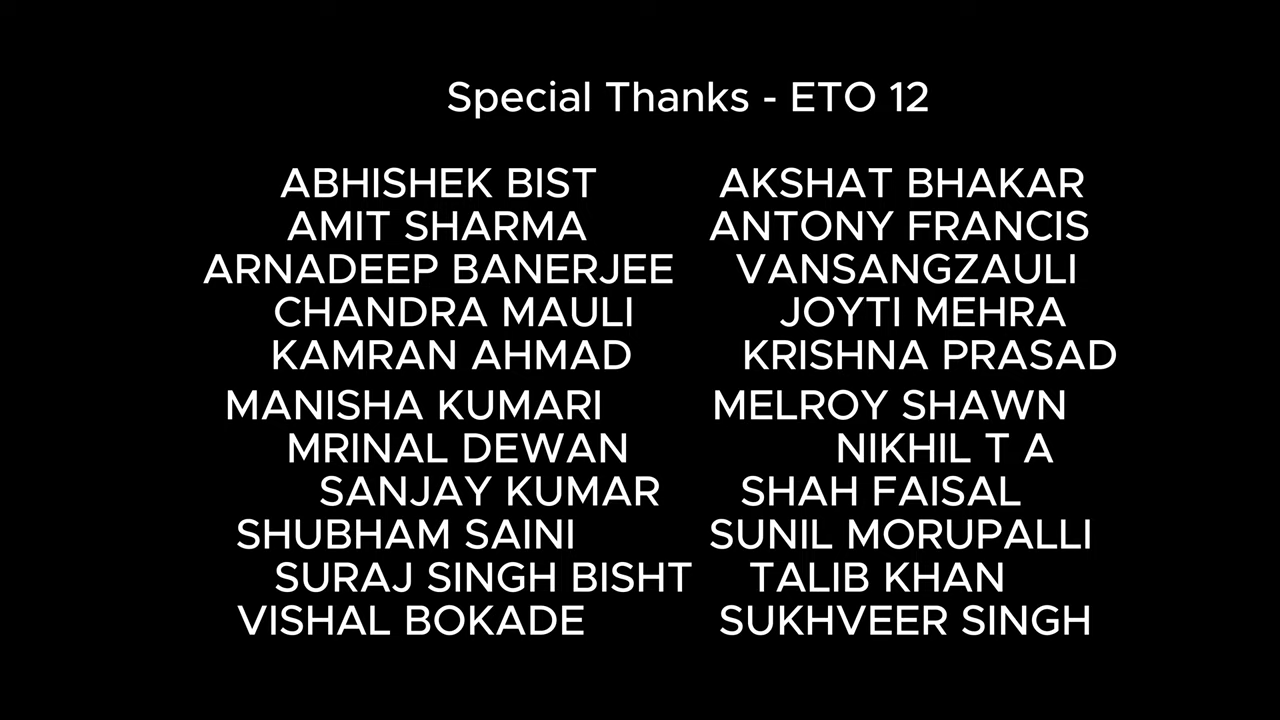 Special Thanks - ETO 12
ABHISHEK BIST AKSHAT BHAKAR
AMIT SHARMA ANTONY FRANCIS
ARNADEEP BANERJEE VANSANGZAULI
CHANDRA MAULI JOYTI MEHRA
KAMRAN AHMAD KRISHNA PRASAD
MANISHA KUMARI MELROY SHAWN
MRINAL DEWAN NIKHIL T A
SANJAY KUMAR SHAH FAISAL
SHUBHAM SAINI SUNIL MORUPALLI
SURAJ SINGH BISHT TALIB KHAN
VISHAL BOKADE SUKHVEER SINGH